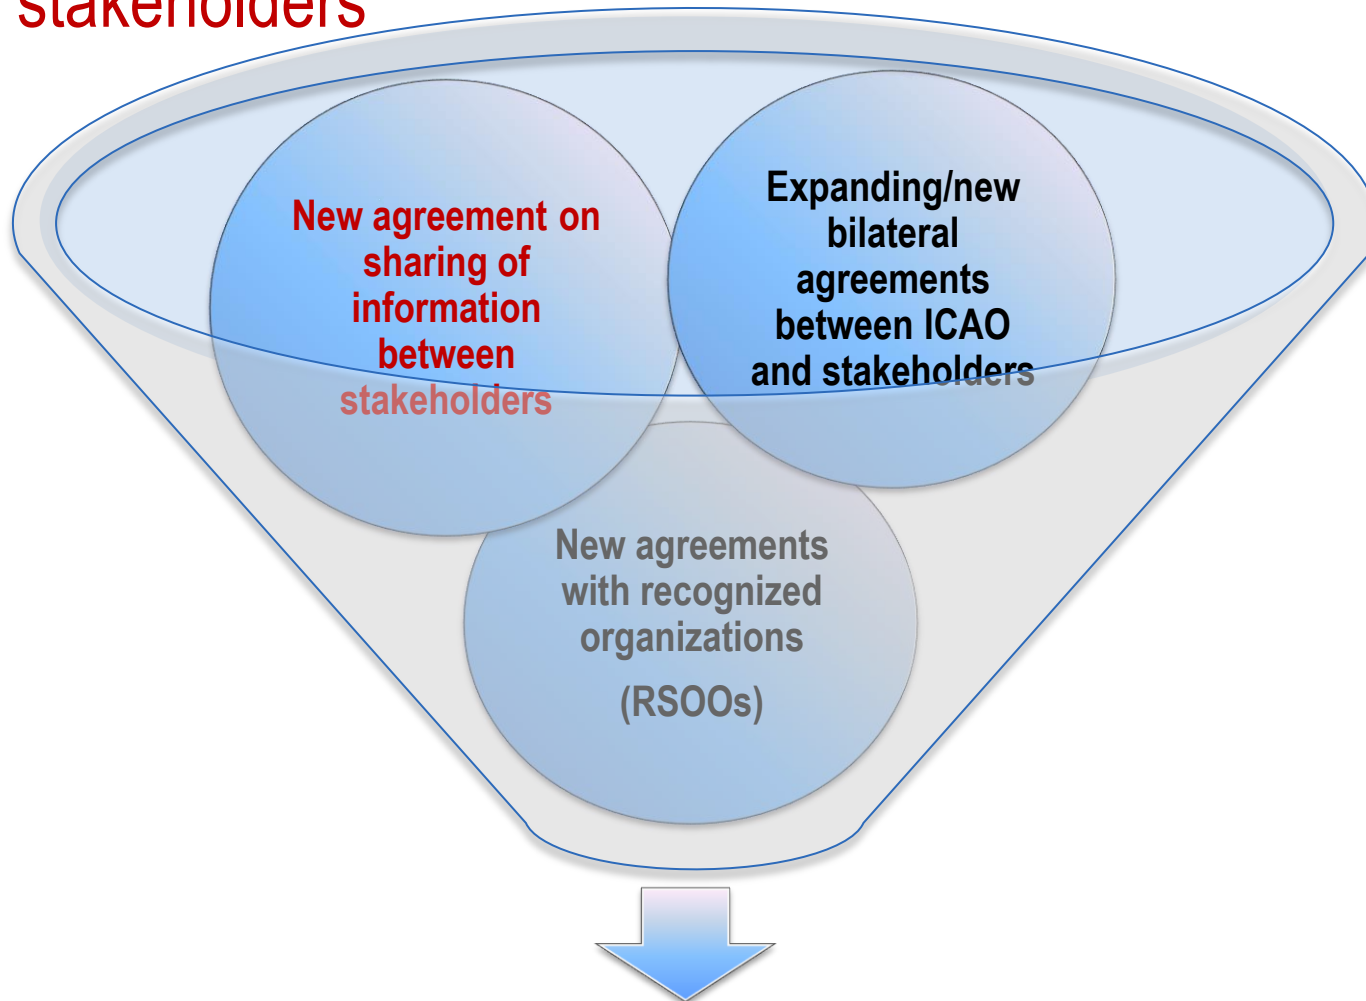 stakeholders
New agreement on
sharing of
information
between
stakeholders
Expanding/new
bilateral
agreements
between ICAO
and stakeholders
New agreements
with recognized
organizations
(RSOOs)